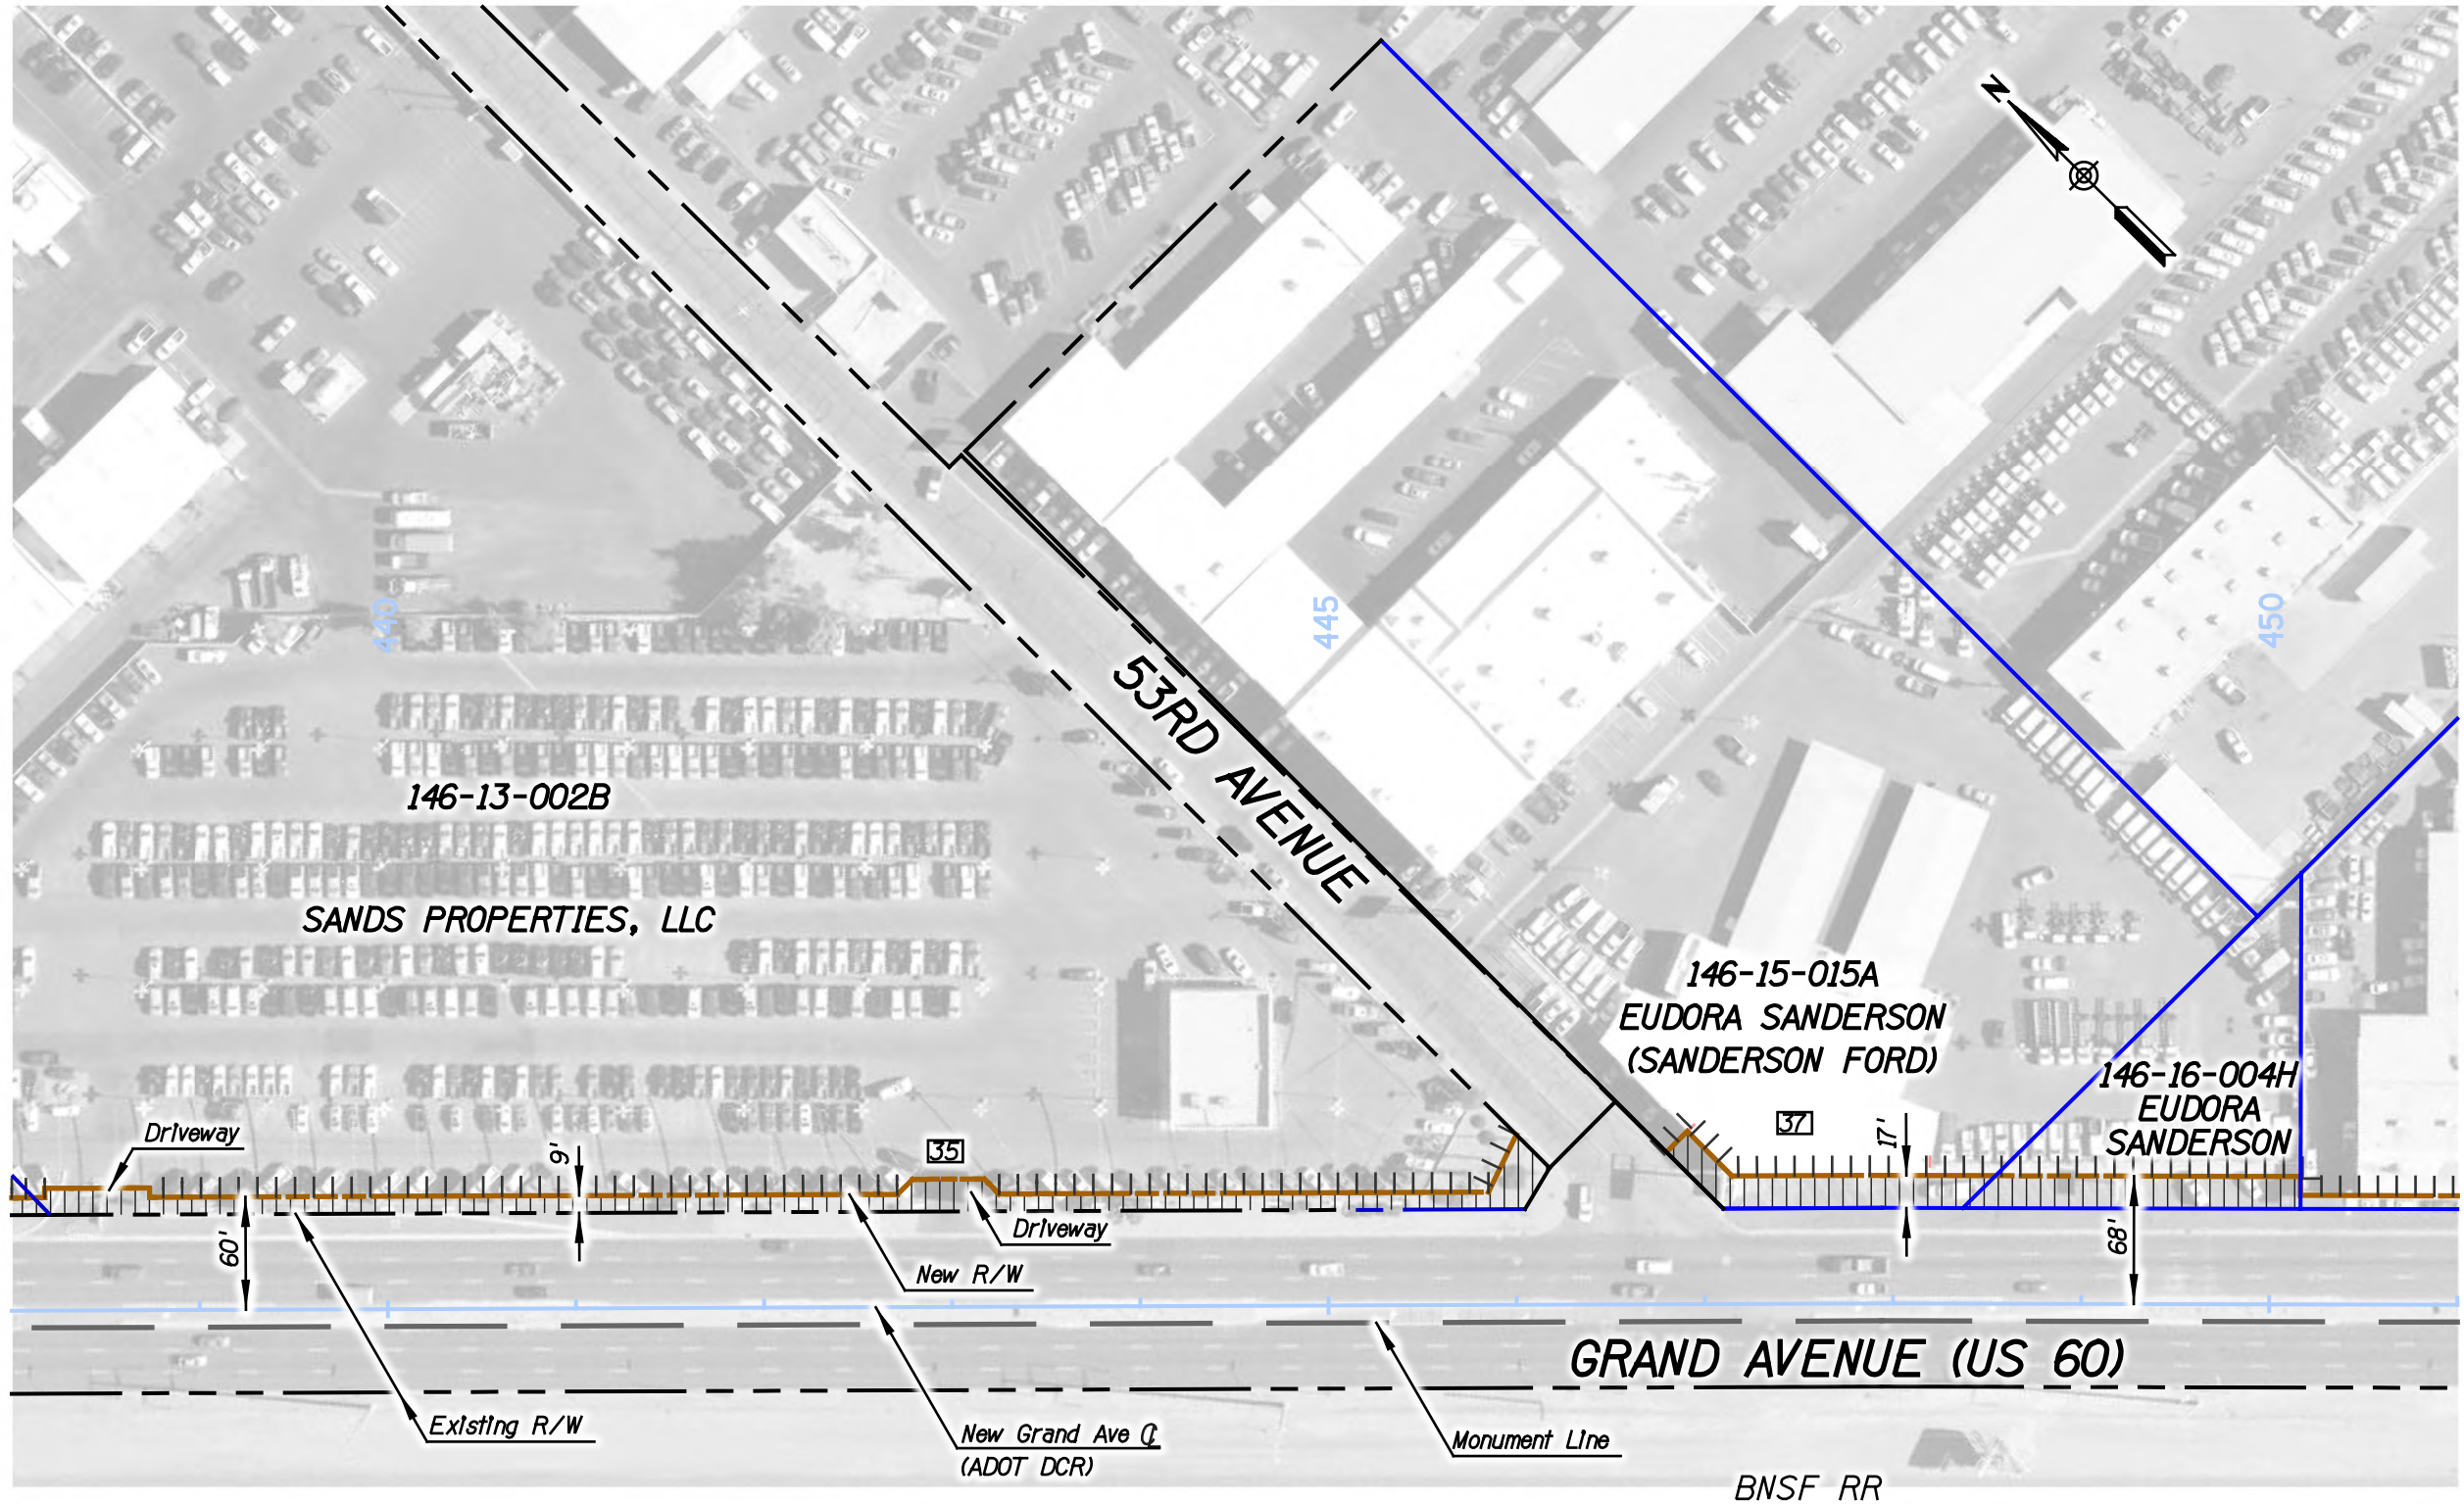 N
440
445
450
53RD AVENUE
146-13-002B
SANDS PROPERTIES, LLC
146-15-015A
EUDORA SANDERSON
(SANDERSON FORD)
146-16-004H
EUDORA
SANDERSON
37
17'
Driveway
9'
35
60'
Driveway
68'
New R/W
GRAND AVENUE (US 60)
Existing R/W
New Grand Ave ℄
(ADOT DCR)
Monument Line
BNSF RR